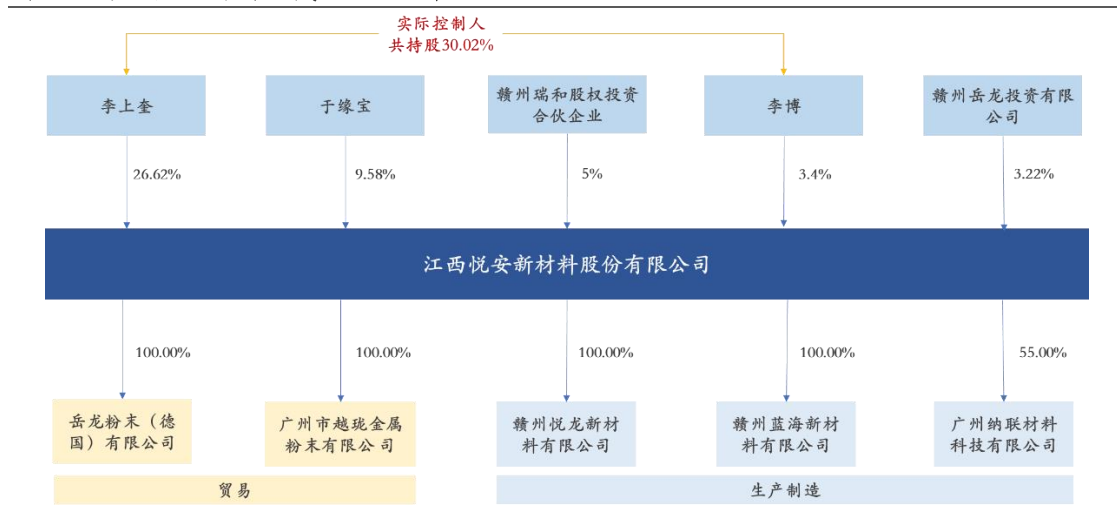 实际控制人
共持股30.02%
李上奎
于缘宝
赣州瑞和股权投资
合伙企业
李博
赣州岳龙投资有限
公司
26.62%
9.58%
5%
3.4%
3.22%
江西悦安新材料股份有限公司
100.00%
100.00%
100.00%
100.00%
55.00%
岳龙粉末（德
国）有限公司
广州市越珑金属
粉末有限公司
赣州悦龙新材
料有限公司
赣州蓝海新材
料有限公司
广州纳联材料
科技有限公司
贸易
生产制造